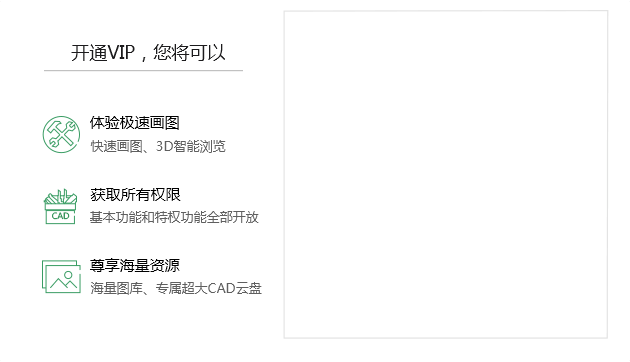 开通VIP，您将可以
体验极速画图
快速画图、3D智能浏览
获取所有权限
CAD
基本功能和特权功能全部开放
尊享海量资源
海量图库、专属超大CAD云盘